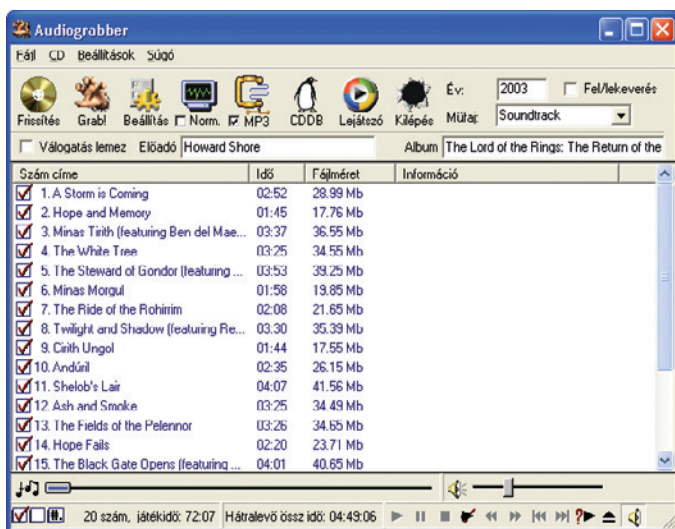 Audiograbber
Fájl CD Beállítások Súgó
Frissítés Grab! Beállítás Norm. MP3 CDDB Lejátszó Kilépés
Év: 2003 Fel/lekeverés
Műfaj: Soundtrack
Válogatás lemez Előadó Howard Shore Album The Lord of the Rings: The Return of the
Szám címe Idő Fájlméret Információ
1. A Storm is Coming 02:52 28.99 Mb
2. Hope and Memory 01:45 17.76 Mb
3. Minas Tirith (featuring Ben del Mae... 03:37 36.55 Mb
4. The White Tree 03:25 34.55 Mb
5. The Steward of Gondor (featuring ... 03:53 39.25 Mb
6. Minas Morgul 01:58 19.85 Mb
7. The Ride of the Rohirrim 02:08 21.65 Mb
8. Twilight and Shadow (featuring Re... 03:30 35.39 Mb
9. Cirith Ungol 01:44 17.55 Mb
10. Andúril 02:35 26.15 Mb
11. Shelob's Lair 04:07 41.56 Mb
12. Ash and Smoke 03:25 34.49 Mb
13. The Fields of the Pelennor 03:26 34.65 Mb
14. Hope Fails 02:20 23.71 Mb
15. The Black Gate Opens (featuring ... 04:01 40.65 Mb
20 szám, játékidő: 72:07 Hátralevő össz idő: 04:49:06